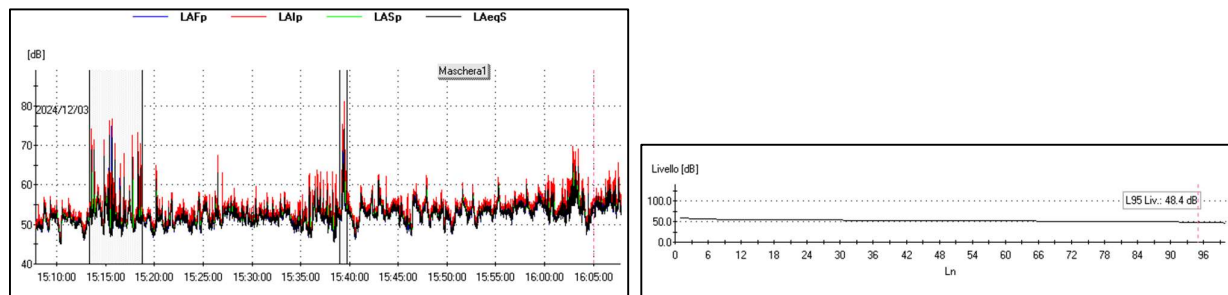 LAFp LAIp LASp LAeqS
[dB]
Maschera1
2024/12/03
80
70
60
50
40
15:10:00 15:15:00 15:20:00 15:25:00 15:30:00 15:35:00 15:40:00 15:45:00 15:50:00 15:55:00 16:00:00 16:05:00
Livello [dB]
100.0
50.0
0.0
L95 Liv.: 48.4 dB
0 6 12 18 24 30 36 42 48 54 60 66 72 78 84 90 96
Ln